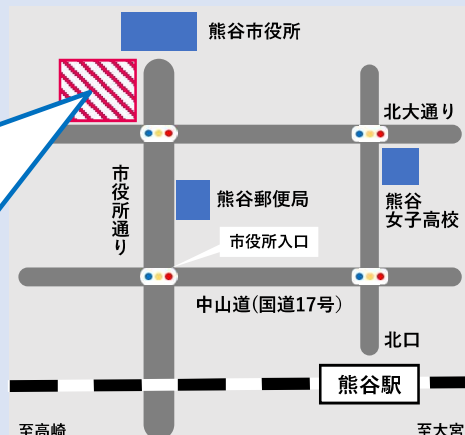 熊谷市役所
北大通り
市役所通り
熊谷郵便局
熊谷
女子高校
市役所入口
中山道(国道17号)
北口
熊谷駅
至高崎
至大宮